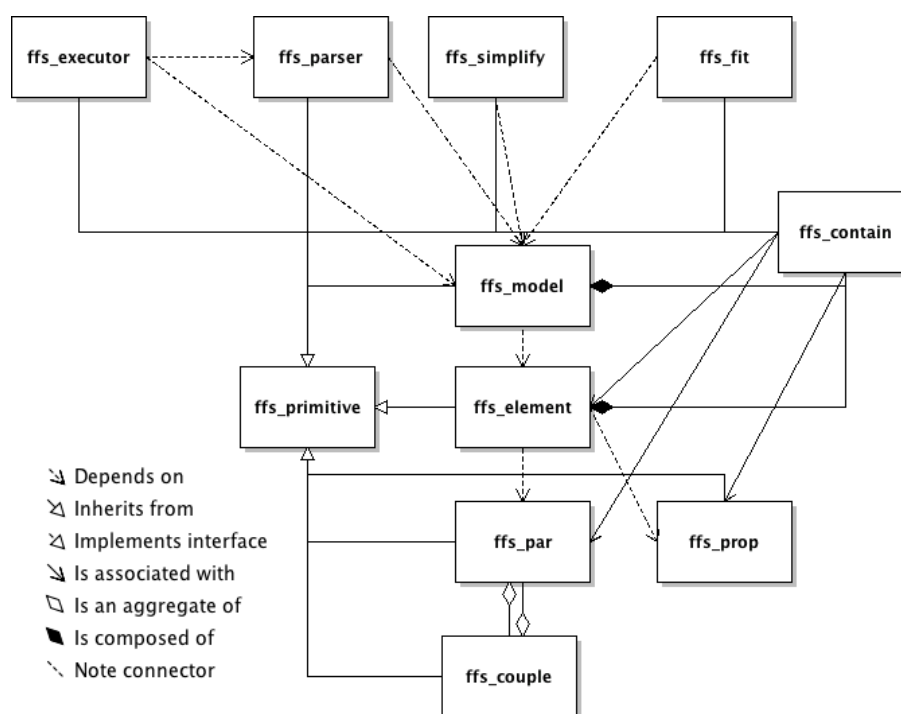 ffs_executor
ffs_parser
ffs_simplify
ffs_fit
ffs_contain
ffs_model
ffs_primitive
ffs_element
Depends on
Inherits from
Implements interface
Is associated with
Is an aggregate of
Is composed of
Note connector
ffs_par
ffs_prop
ffs_couple